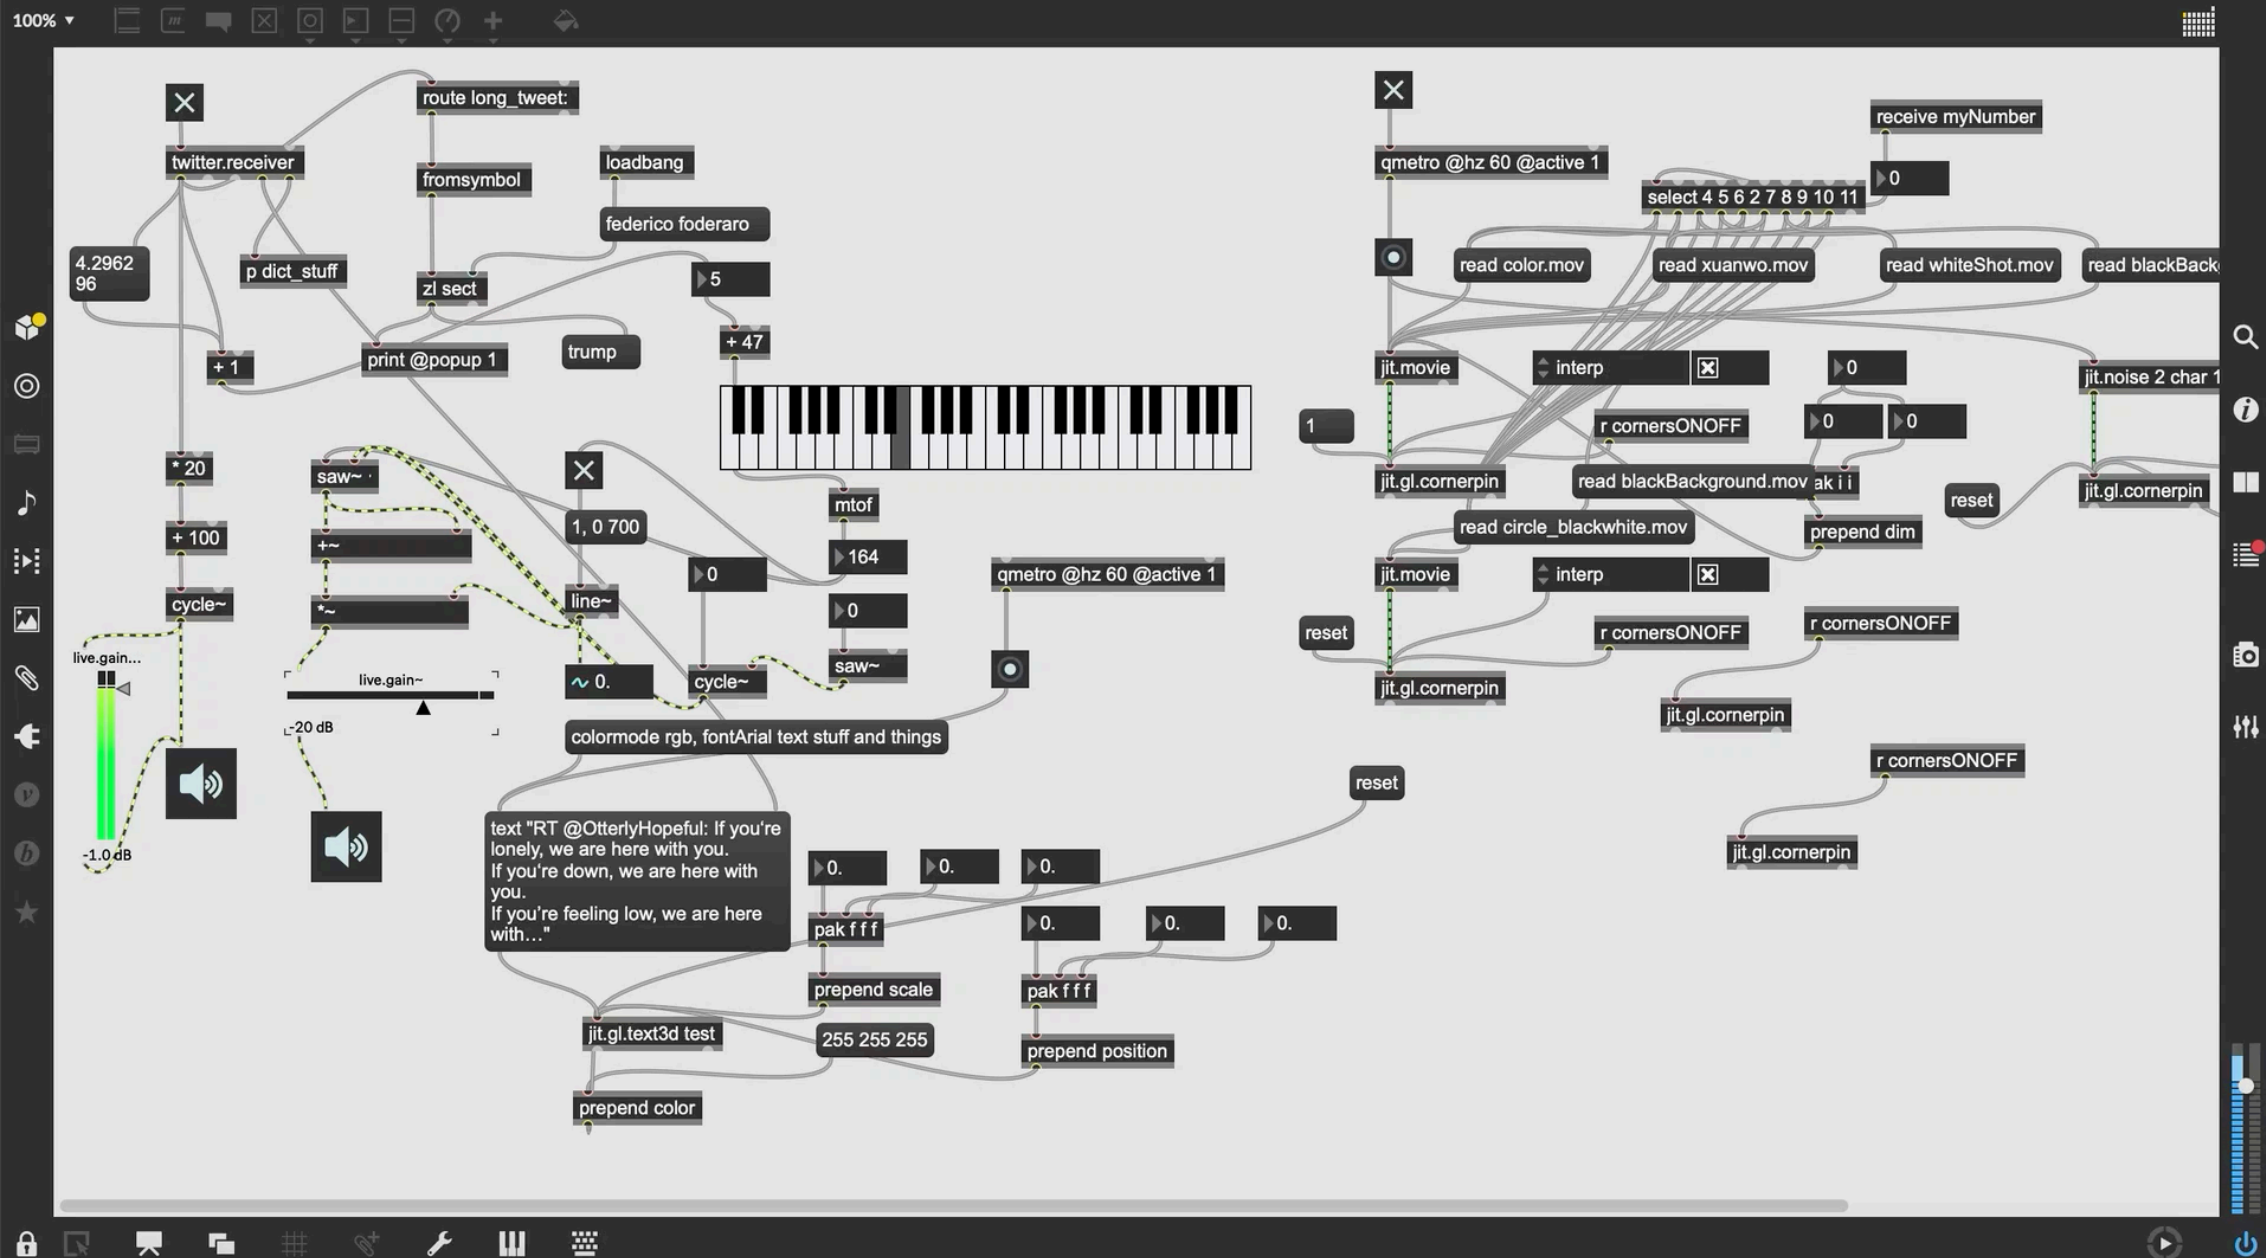 100%
route long_tweet:
twitter.receiver
fromsymbol
loadbang
federico foderaro
4.2962
96
p dict_stuff
zl sect
5
+ 1
print @popup 1
trump
+ 47
* 20
saw~
1, 0 700
mtof
+ 100
+~
0
164
cycle~
*~
line~
0
live.gain...
live.gain~
0.
cycle~
saw~
-20 dB
-1.0 dB
qmetro @hz 60 @active 1
colormode rgb, fontArial text stuff and things
text "RT @OtterlyHopeful: If you're
lonely, we are here with you.
If you're down, we are here with
you.
If you're feeling low, we are here
with…"
0.
0.
0.
pak f f f
0.
0.
0.
prepend scale
pak f f f
jit.gl.text3d test
255 255 255
prepend position
prepend color
reset
qmetro @hz 60 @active 1
receive myNumber
0
select 4 5 6 2 7 8 9 10 11
read color.mov
read xuanwo.mov
read whiteShot.mov
read blackBack
jit.movie
interp
0
jit.noise 2 char 1
1
r cornersONOFF
0
0
jit.gl.cornerpin
read blackBackground.mov
ak i i
reset
jit.gl.cornerpin
read circle_blackwhite.mov
prepend dim
jit.movie
interp
reset
r cornersONOFF
r cornersONOFF
jit.gl.cornerpin
jit.gl.cornerpin
r cornersONOFF
jit.gl.cornerpin